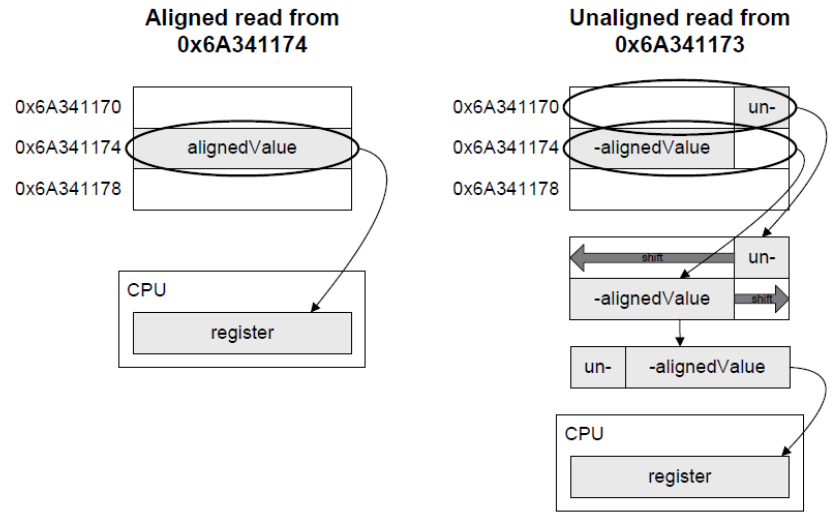 Aligned read from
0x6A341174
0x6A341170
0x6A341174
alignedValue
0x6A341178
CPU
register
Unaligned read from
0x6A341173
0x6A341170
un-
0x6A341174
-alignedValue
0x6A341178
shift
un-
-alignedValue
shift
un-
-alignedValue
CPU
register